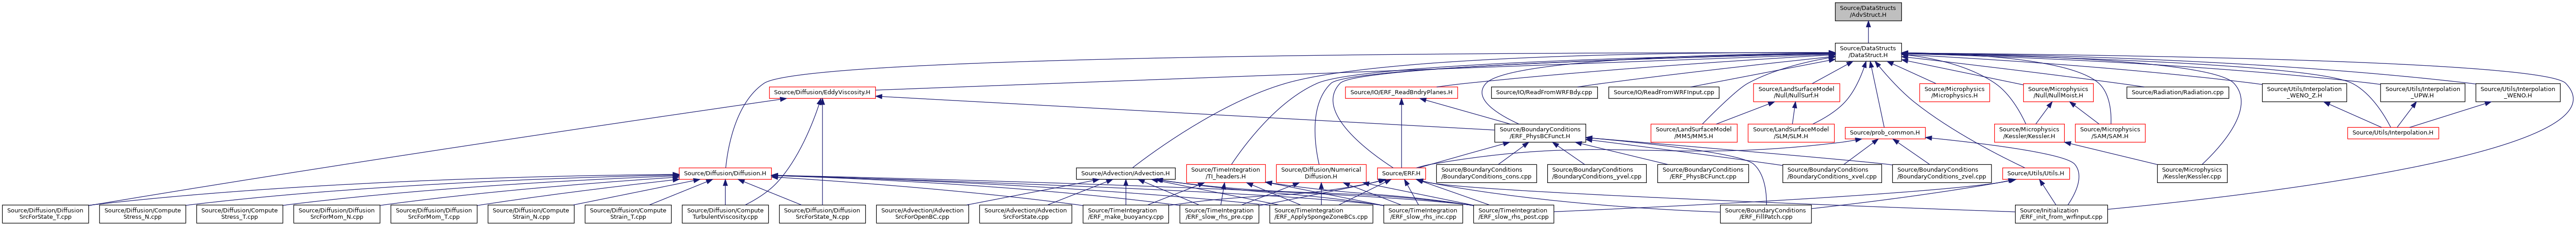 Source/DataStructs
/AdvStruct.H
Source/DataStructs
/DataStruct.H
Source/Diffusion/EddyViscosity.H
Source/IO/ERF_ReadBndryPlanes.H
Source/IO/ReadFromWRFBdy.cpp
Source/IO/ReadFromWRFInput.cpp
Source/LandSurfaceModel
/Null/NullSurf.H
Source/Microphysics
/Microphysics.H
Source/Microphysics
/Null/NullMoist.H
Source/Radiation/Radiation.cpp
Source/Utils/Interpolation
_WENO_Z.H
Source/Utils/Interpolation
_UPW.H
Source/Utils/Interpolation
_WENO.H
Source/BoundaryConditions
/ERF_PhysBCFunct.H
Source/LandSurfaceModel
/MM5/MM5.H
Source/LandSurfaceModel
/SLM/SLM.H
Source/prob_common.H
Source/Microphysics
/Kessler/Kessler.H
Source/Microphysics
/SAM/SAM.H
Source/Utils/Interpolation.H
Source/Diffusion/Diffusion.H
Source/Advection/Advection.H
Source/TimeIntegration
/TI_headers.H
Source/Diffusion/Numerical
Diffusion.H
Source/ERF.H
Source/BoundaryConditions
/BoundaryConditions_cons.cpp
Source/BoundaryConditions
/BoundaryConditions_yvel.cpp
Source/BoundaryConditions
/ERF_PhysBCFunct.cpp
Source/BoundaryConditions
/BoundaryConditions_xvel.cpp
Source/BoundaryConditions
/BoundaryConditions_zvel.cpp
Source/Utils/Utils.H
Source/Microphysics
/Kessler/Kessler.cpp
Source/Diffusion/Diffusion
SrcForState_T.cpp
Source/Diffusion/Compute
Stress_N.cpp
Source/Diffusion/Compute
Stress_T.cpp
Source/Diffusion/Diffusion
SrcForMom_N.cpp
Source/Diffusion/Diffusion
SrcForMom_T.cpp
Source/Diffusion/Compute
Strain_N.cpp
Source/Diffusion/Compute
Strain_T.cpp
Source/Diffusion/Compute
TurbulentViscosity.cpp
Source/Diffusion/Diffusion
SrcForState_N.cpp
Source/Advection/Advection
SrcForOpenBC.cpp
Source/Advection/Advection
SrcForState.cpp
Source/TimeIntegration
/ERF_make_buoyancy.cpp
Source/TimeIntegration
/ERF_slow_rhs_pre.cpp
Source/TimeIntegration
/ERF_ApplySpongeZoneBCs.cpp
Source/TimeIntegration
/ERF_slow_rhs_inc.cpp
Source/TimeIntegration
/ERF_slow_rhs_post.cpp
Source/BoundaryConditions
/ERF_FillPatch.cpp
Source/Initialization
/ERF_init_from_wrfinput.cpp